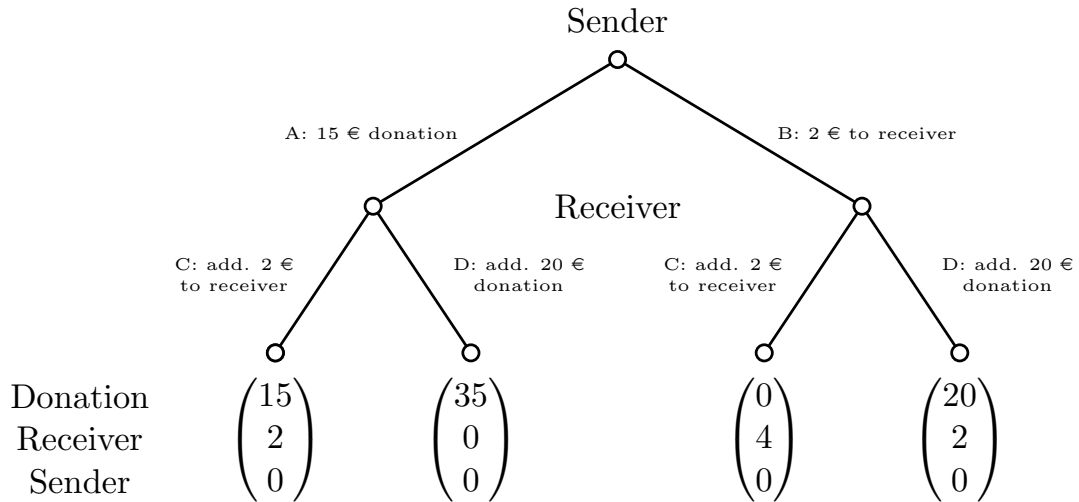 Sender
A: 15 € donation
B: 2 € to receiver
Receiver
C: add. 2 €
to receiver
D: add. 20 €
donation
C: add. 2 €
to receiver
D: add. 20 €
donation
Donation 15 35 0 20
Receiver 2 0 4 2
Sender 0 0 0 0